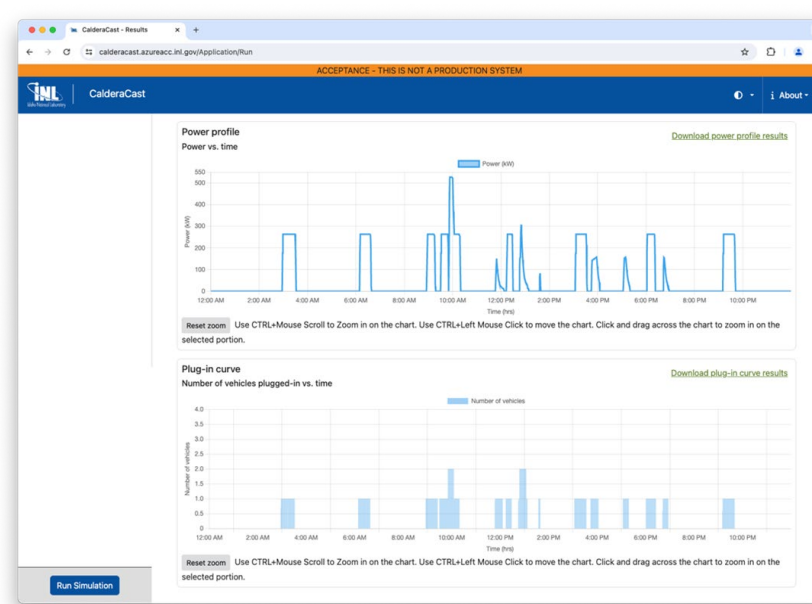 CalderaCast - Results
calderacast.azureacc.inl.gov/Application/Run
ACCEPTANCE - THIS IS NOT A PRODUCTION SYSTEM
INL
Idaho National Laboratory
CalderaCast
About
Power profile
Download power profile results
Power vs. time
Power (kW)
550
500
400
300
200
100
0
Power (kW)
12:00 AM 2:00 AM 4:00 AM 6:00 AM 8:00 AM 10:00 AM 12:00 PM 2:00 PM 4:00 PM 6:00 PM 8:00 PM 10:00 PM
Time (hrs)
Reset zoom Use CTRL+Mouse Scroll to Zoom in on the chart. Use CTRL+Left Mouse Click to move the chart. Click and drag across the chart to zoom in on the
selected portion.
Plug-in curve
Download plug-in curve results
Number of vehicles plugged-in vs. time
Number of vehicles
4.0
3.5
3.0
2.5
2.0
1.5
1.0
0.5
0
Number of vehicles
12:00 AM 2:00 AM 4:00 AM 6:00 AM 8:00 AM 10:00 AM 12:00 PM 2:00 PM 4:00 PM 6:00 PM 8:00 PM 10:00 PM
Time (hrs)
Reset zoom Use CTRL+Mouse Scroll to Zoom in on the chart. Use CTRL+Left Mouse Click to move the chart. Click and drag across the chart to zoom in on the
selected portion.
Run Simulation